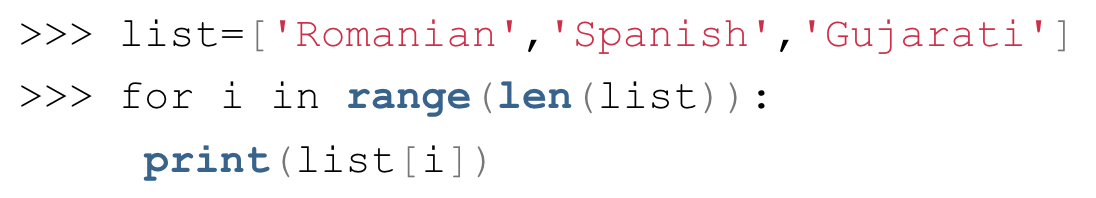 >>> list=['Romanian','Spanish','Gujarati']
>>> for i in range(len(list)):
print(list[i])